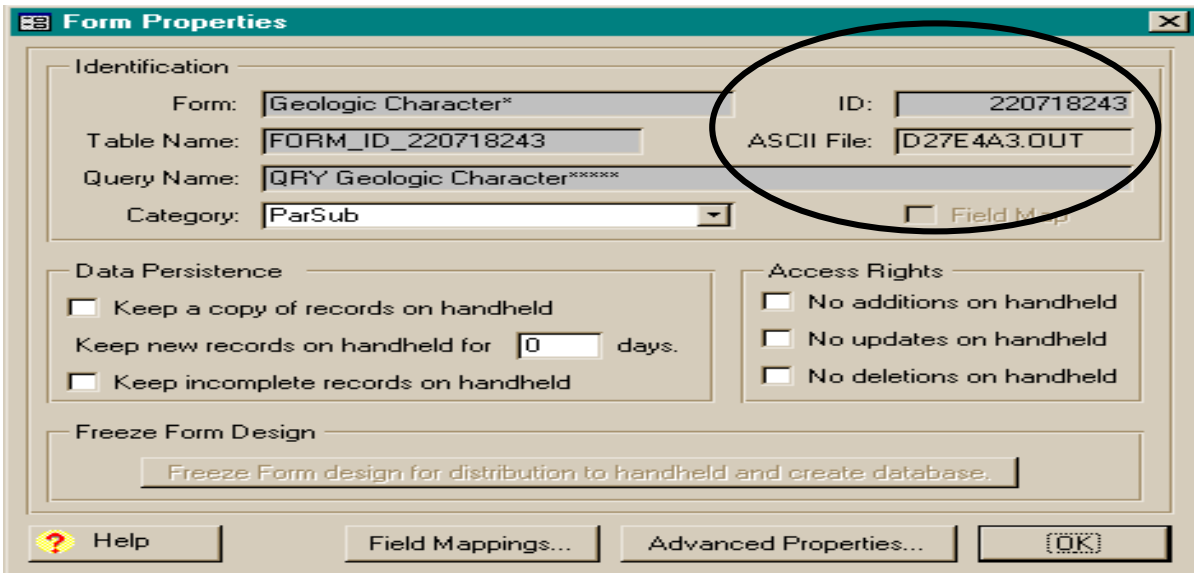 Form Properties
Identification
Form: Geologic Character* ID: 220718243
Table Name: FORM_ID_220718243 ASCII File: D27E4A3.OUT
Query Name: QRY Geologic Character*****
Category: ParSub Field Map
Data Persistence Access Rights
Keep a copy of records on handheld No additions on handheld
Keep new records on handheld for 0 days. No updates on handheld
Keep incomplete records on handheld No deletions on handheld
Freeze Form Design
Freeze Form design for distribution to handheld and create database.
? Help Field Mappings... Advanced Properties... OK